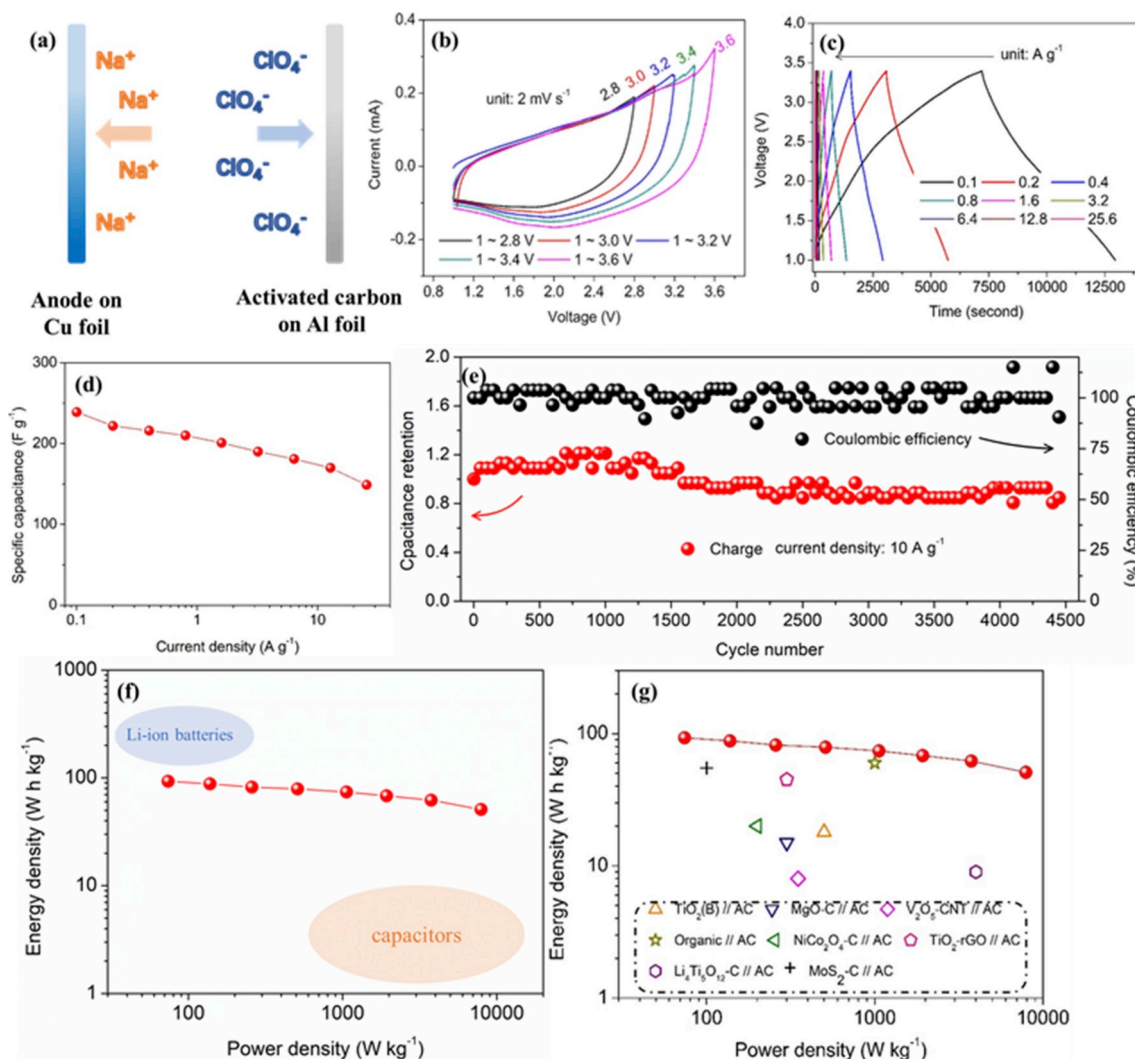 (a)
Na⁺
ClO₄⁻
Na⁺
ClO₄⁻
Na⁺
ClO₄⁻
Na⁺
ClO₄⁻
Anode on
Cu foil
Activated carbon
on Al foil
(b)
0.4
0.2
0.0
-0.2
Current (mA)
unit: 2 mV s⁻¹
2.8
3.0
3.2
3.4
3.6
1 ~ 2.8 V
1 ~ 3.0 V
1 ~ 3.2 V
1 ~ 3.4 V
1 ~ 3.6 V
0.8 1.2 1.6 2.0 2.4 2.8 3.2 3.6
Voltage (V)
(c)
unit: A g⁻¹
4.0
3.5
3.0
2.5
2.0
1.5
1.0
Voltage (V)
0.1 0.2 0.4
0.8 1.6 3.2
6.4 12.8 25.6
0 2500 5000 7500 10000 12500
Time (second)
(d)
300
200
100
0
Specific capacitance (F g⁻¹)
0.1 1 10
Current density (A g⁻¹)
(e)
2.0
1.6
1.2
0.8
0.4
0.0
Cpacitance retention
Coulombic efficiency
Charge current density: 10 A g⁻¹
100
75
50
25
0
Coulombic efficiency (%)
0 500 1000 1500 2000 2500 3000 3500 4000 4500
Cycle number
(f)
1000
100
10
1
Energy density (W h kg⁻¹)
Li-ion batteries
capacitors
100 1000 10000
Power density (W kg⁻¹)
(g)
100
10
1
Energy density (W h kg⁻¹)
TiO₂(B) // AC MgO-C // AC V₂O₅-CNT // AC
Organic // AC NiCo₂O₄-C // AC TiO₂-rGO // AC
Li₄Ti₅O₁₂-C // AC MoS₂-C // AC
100 1000 10000
Power density (W kg⁻¹)